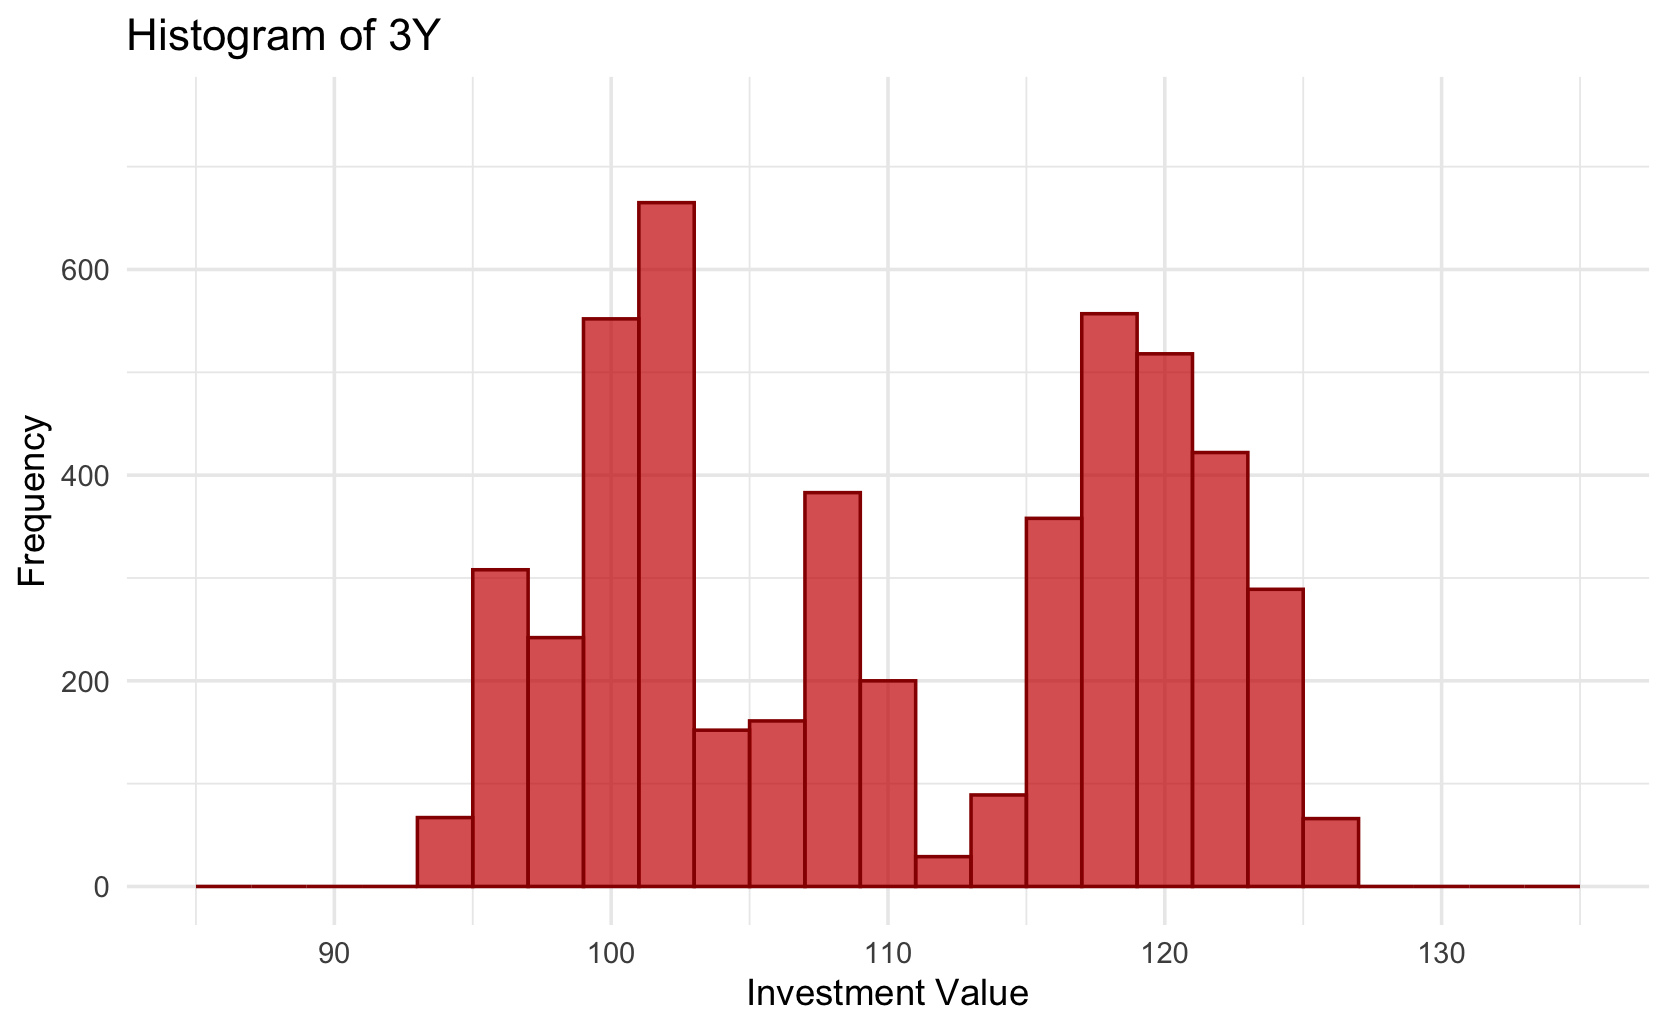 Histogram of 3Y
Frequency
600
400
200
0
90 100 110 120 130
Investment Value